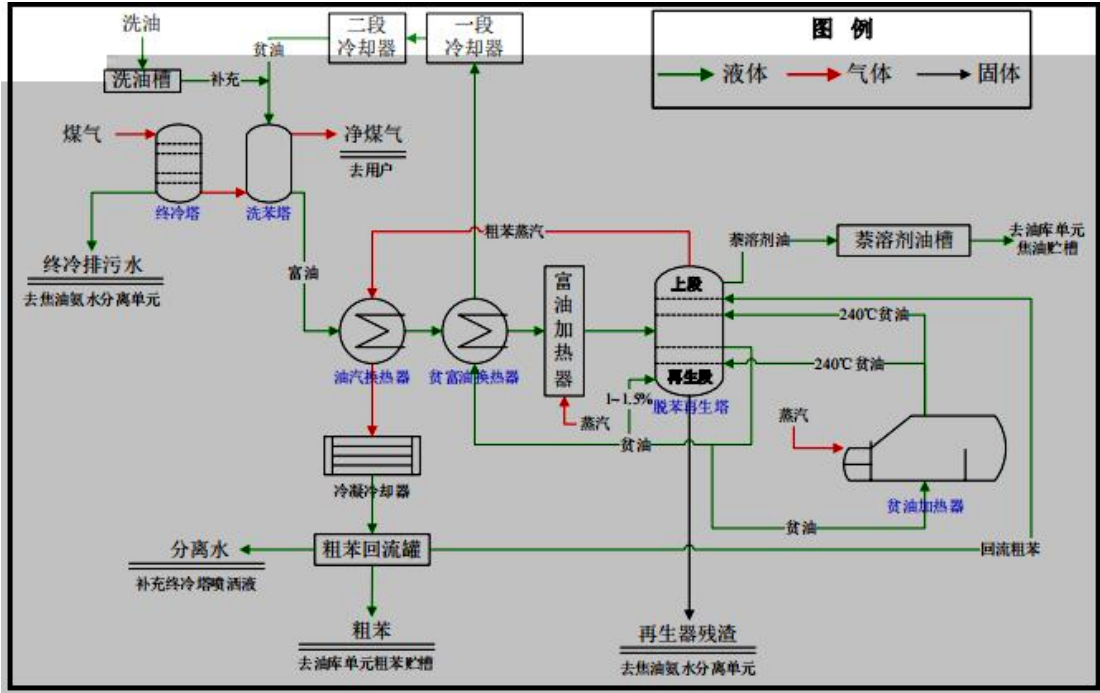 洗油
贫油
二段
冷却器
一段
冷却器
图 例
液体
气体
固体
洗油槽
补充
煤气
净煤气
去用户
终冷塔
洗苯塔
终冷排污水
去焦油氨水分离单元
富油
粗苯蒸汽
萘溶剂油
萘溶剂油槽
去油库单元
焦油贮槽
上段
富油加热器
240℃贫油
240℃贫油
再生段
油汽换热器
贫富油换热器
1~1.5%
脱苯再生塔
蒸汽
蒸汽
贫油
冷凝冷却器
贫油加热器
贫油
分离水
粗苯回流罐
回流粗苯
补充终冷塔喷洒液
粗苯
去油库单元粗苯贮槽
再生器残渣
去焦油氨水分离单元